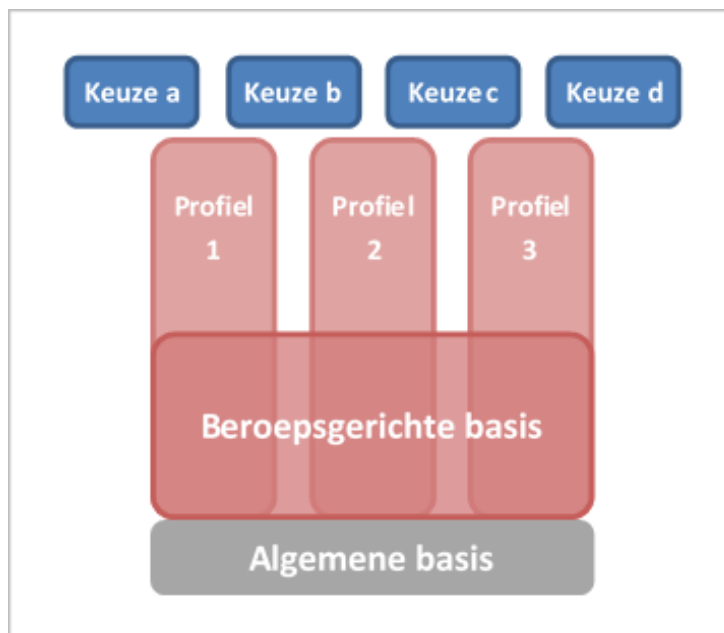 Keuze a Keuze b Keuze c Keuze d
Profiel Profiel Profiel
1 2 3
Beroepsgerichte basis
Algemene basis